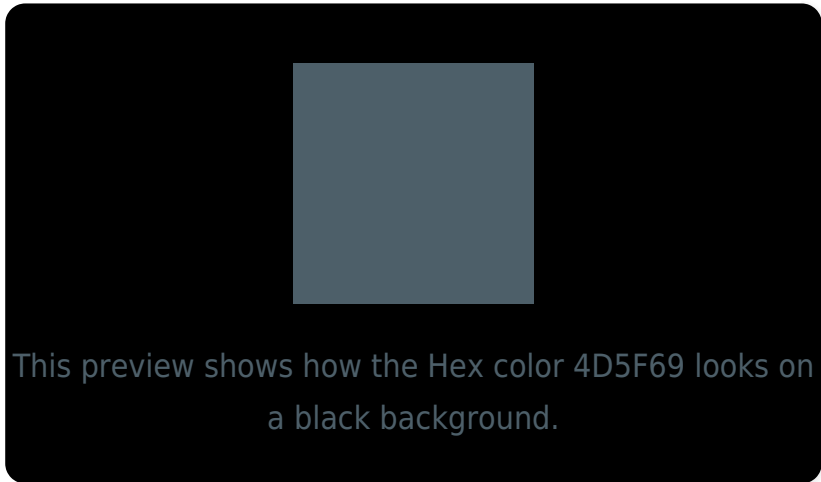 This preview shows how the Hex color 4D5F69 looks on
a black background.